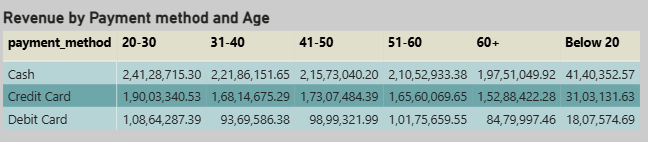 Revenue by Payment method and Age
payment_method 20-30 31-40 41-50 51-60 60+ Below 20
Cash 2,41,28,715.30 2,21,86,151.65 2,15,73,040.20 2,10,52,933.38 1,97,51,049.92 41,40,352.57
Credit Card 1,90,03,340.53 1,68,14,675.29 1,73,07,484.39 1,65,60,069.65 1,52,88,422.28 31,03,131.63
Debit Card 1,08,64,287.39 93,69,586.38 98,99,321.99 1,01,75,659.55 84,79,997.46 18,07,574.69